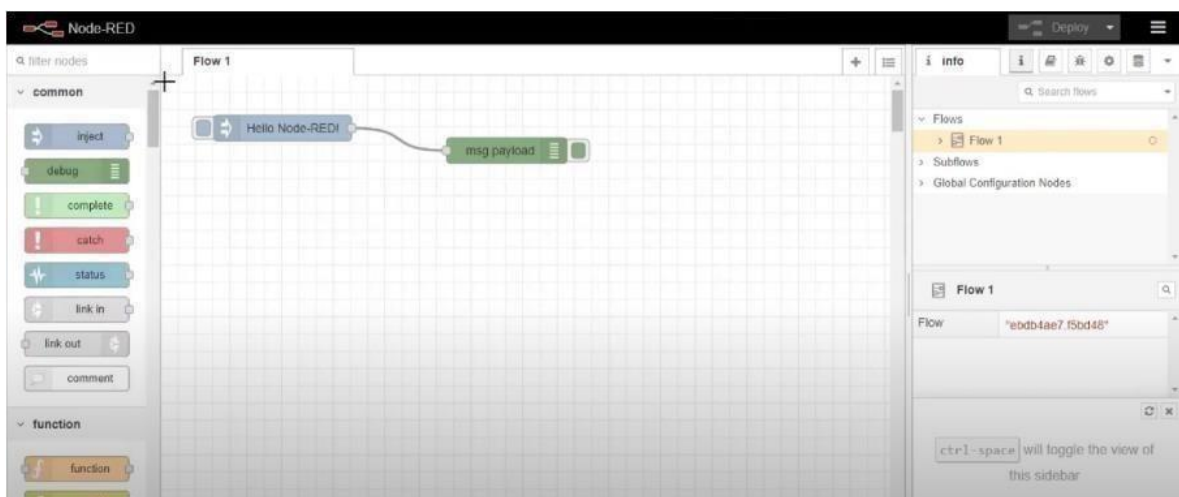 Node-RED
Deploy
filter nodes
Flow 1
info
Search flows
common
inject
debug
complete
catch
status
link in
link out
comment
function
function
Hello Node-RED!
msg payload
Flows
Flow 1
Subflows
Global Configuration Nodes
Flow 1
Flow "ebdb4ae7.f5bd48"
ctrl-space will toggle the view of
this sidebar